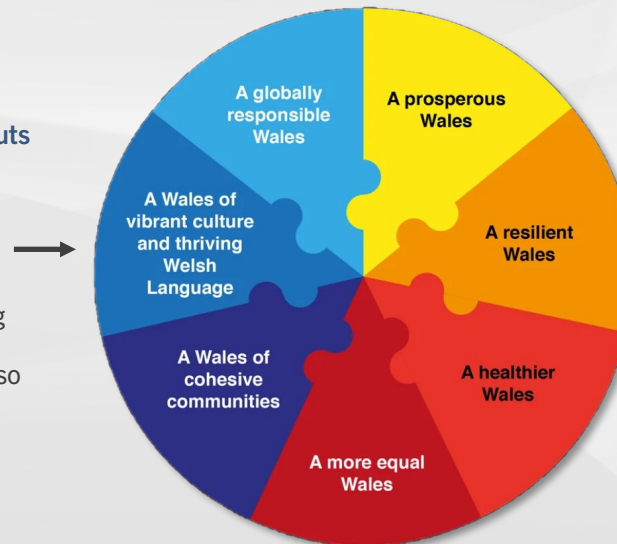 uts
g
so
A globally
responsible
Wales
A prosperous
Wales
A resilient
Wales
A healthier
Wales
A more equal
Wales
A Wales of
cohesive
communities
A Wales of
vibrant culture
and thriving
Welsh
Language